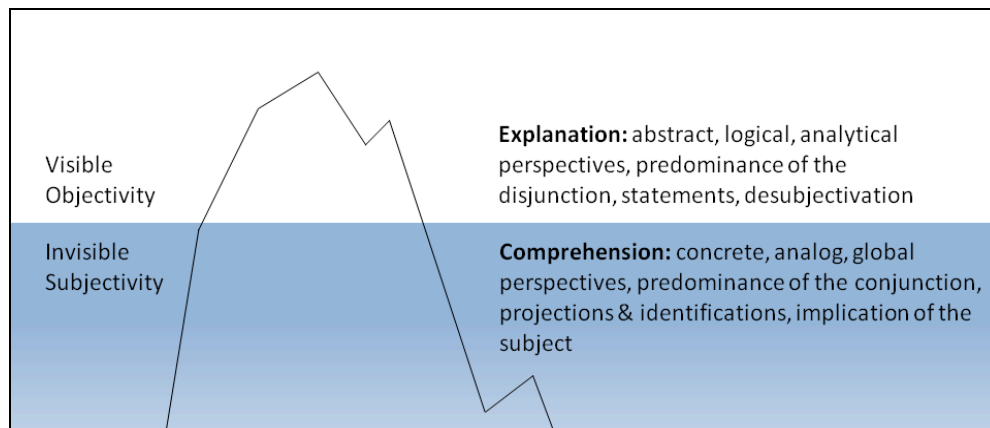 Visible
Objectivity
Explanation: abstract, logical, analytical
perspectives, predominance of the
disjunction, statements, desubjectivation
Invisible
Subjectivity
Comprehension: concrete, analog, global
perspectives, predominance of the conjunction,
projections & identifications, implication of the
subject